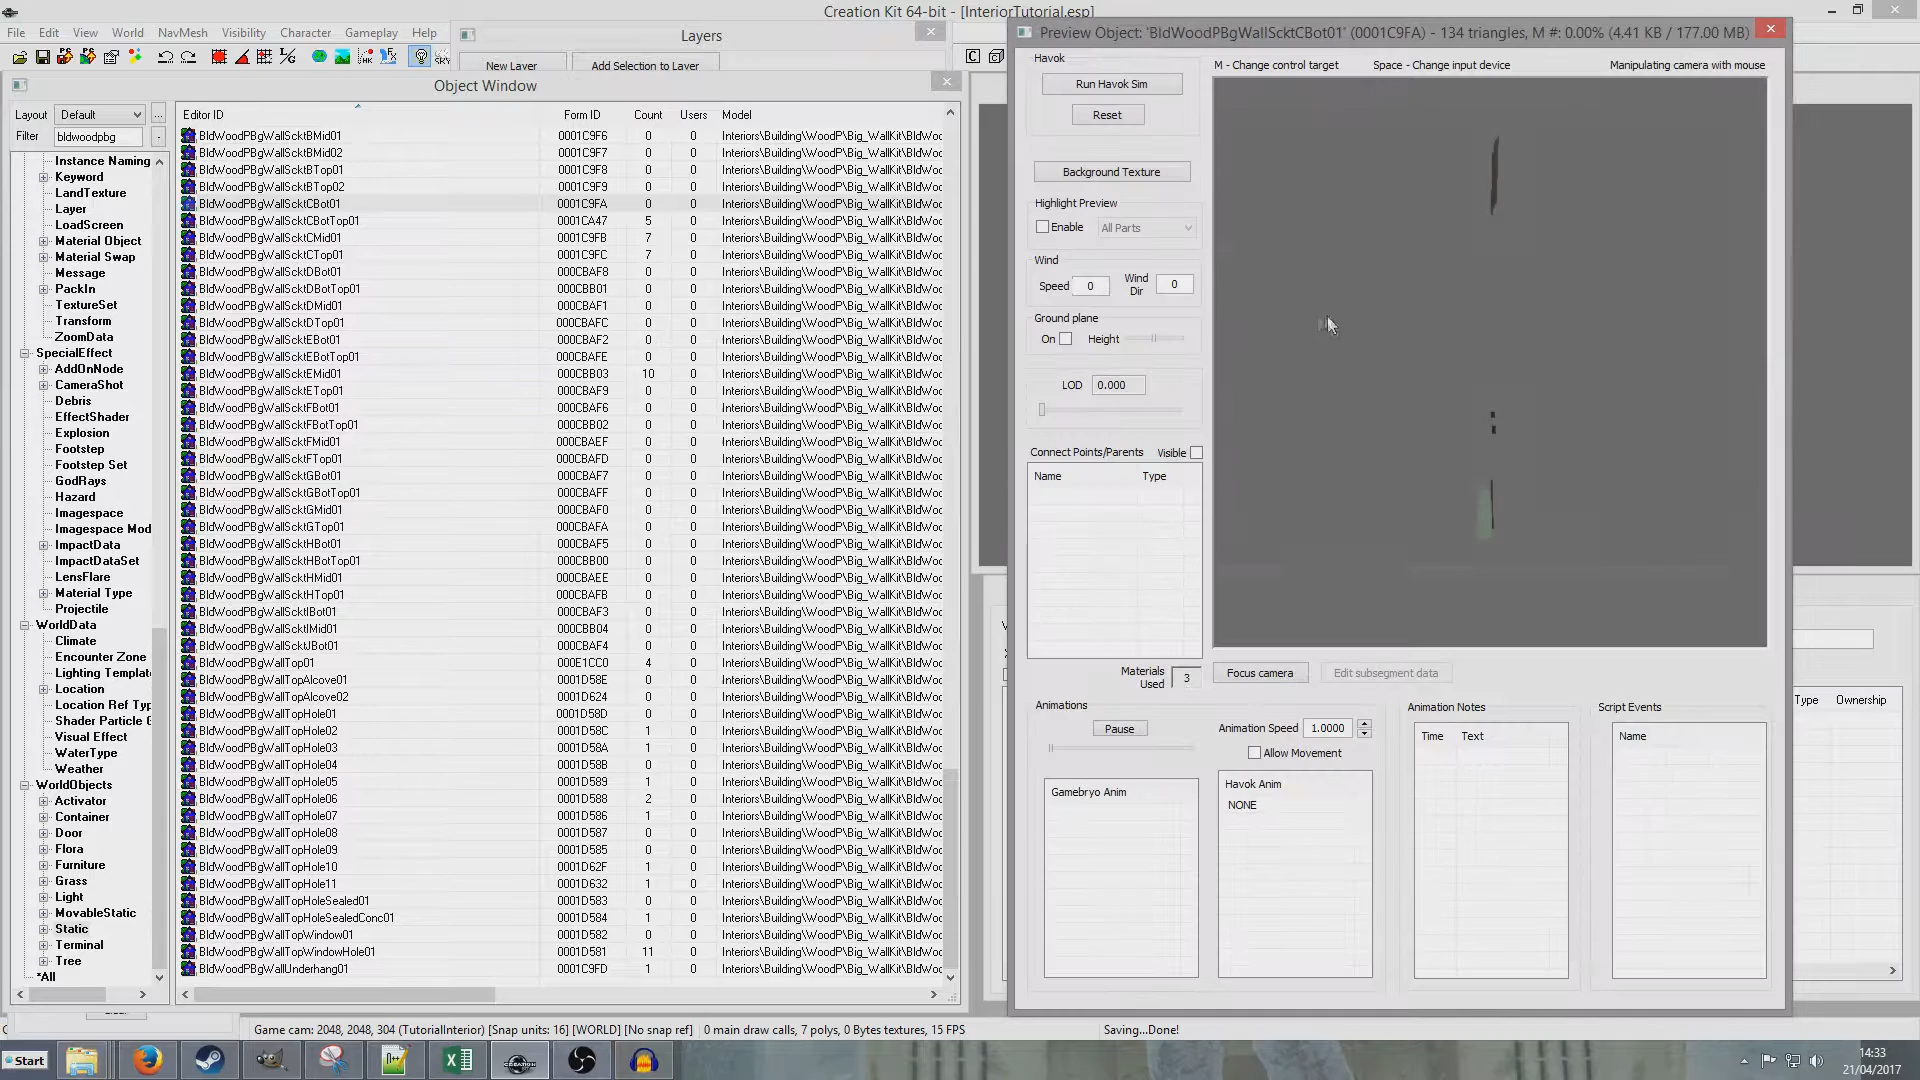 Creation Kit 64-bit - [InteriorTutorial.esp]
File Edit View World NavMesh Visibility Character Gameplay Help
Layers
New Layer Add Selection to Layer
Object Window
Layout Default ...
Filter bldwoodpbg
Instance Naming
Keyword
LandTexture
Layer
LoadScreen
Material Object
Material Swap
Message
PackIn
TextureSet
Transform
ZoomData
SpecialEffect
AddOnNode
CameraShot
Debris
EffectShader
Explosion
Footstep
Footstep Set
GodRays
Hazard
Imagespace
Imagespace Mod
ImpactData
ImpactDataSet
LensFlare
Material Type
Projectile
WorldData
Climate
Encounter Zone
Lighting Templat
Location
Location Ref Typ
Shader Particle G
Visual Effect
WaterType
Weather
WorldObjects
Activator
Container
Door
Flora
Furniture
Grass
Light
MovableStatic
Static
Terminal
Tree
*All
Editor ID Form ID Count Users Model
BldWoodPBgWallScktBMid01 0001C9F6 0 0 Interiors\Building\WoodP\Big_WallKit\BldWoo
BldWoodPBgWallScktBMid02 0001C9F7 0 0 Interiors\Building\WoodP\Big_WallKit\BldWoo
BldWoodPBgWallScktBTop01 0001C9F8 0 0 Interiors\Building\WoodP\Big_WallKit\BldWoo
BldWoodPBgWallScktBTop02 0001C9F9 0 0 Interiors\Building\WoodP\Big_WallKit\BldWoo
BldWoodPBgWallScktCBot01 0001C9FA 0 0 Interiors\Building\WoodP\Big_WallKit\BldWoo
BldWoodPBgWallScktCBotTop01 0001CA47 5 0 Interiors\Building\WoodP\Big_WallKit\BldWoo
BldWoodPBgWallScktCMid01 0001C9FB 7 0 Interiors\Building\WoodP\Big_WallKit\BldWoo
BldWoodPBgWallScktCTop01 0001C9FC 7 0 Interiors\Building\WoodP\Big_WallKit\BldWoo
BldWoodPBgWallScktDBot01 000CBAF8 0 0 Interiors\Building\WoodP\Big_WallKit\BldWoo
BldWoodPBgWallScktDBotTop01 000CBB01 0 0 Interiors\Building\WoodP\Big_WallKit\BldWoo
BldWoodPBgWallScktDMid01 000CBAF1 0 0 Interiors\Building\WoodP\Big_WallKit\BldWoo
BldWoodPBgWallScktDTop01 000CBAFC 0 0 Interiors\Building\WoodP\Big_WallKit\BldWoo
BldWoodPBgWallScktEBot01 000CBAF2 0 0 Interiors\Building\WoodP\Big_WallKit\BldWoo
BldWoodPBgWallScktEBotTop01 000CBAFE 0 0 Interiors\Building\WoodP\Big_WallKit\BldWoo
BldWoodPBgWallScktEMid01 000CBB03 10 0 Interiors\Building\WoodP\Big_WallKit\BldWoo
BldWoodPBgWallScktETop01 000CBAF9 0 0 Interiors\Building\WoodP\Big_WallKit\BldWoo
BldWoodPBgWallScktFBot01 000CBAF6 0 0 Interiors\Building\WoodP\Big_WallKit\BldWoo
BldWoodPBgWallScktFBotTop01 000CBB02 0 0 Interiors\Building\WoodP\Big_WallKit\BldWoo
BldWoodPBgWallScktFMid01 000CBAEF 0 0 Interiors\Building\WoodP\Big_WallKit\BldWoo
BldWoodPBgWallScktFTop01 000CBAFD 0 0 Interiors\Building\WoodP\Big_WallKit\BldWoo
BldWoodPBgWallScktGBot01 000CBAF7 0 0 Interiors\Building\WoodP\Big_WallKit\BldWoo
BldWoodPBgWallScktGBotTop01 000CBAFF 0 0 Interiors\Building\WoodP\Big_WallKit\BldWoo
BldWoodPBgWallScktGMid01 000CBAF0 0 0 Interiors\Building\WoodP\Big_WallKit\BldWoo
BldWoodPBgWallScktGTop01 000CBAFA 0 0 Interiors\Building\WoodP\Big_WallKit\BldWoo
BldWoodPBgWallScktHBot01 000CBAF5 0 0 Interiors\Building\WoodP\Big_WallKit\BldWoo
BldWoodPBgWallScktHBotTop01 000CBB00 0 0 Interiors\Building\WoodP\Big_WallKit\BldWoo
BldWoodPBgWallScktHMid01 000CBAEE 0 0 Interiors\Building\WoodP\Big_WallKit\BldWoo
BldWoodPBgWallScktHTop01 000CBAFB 0 0 Interiors\Building\WoodP\Big_WallKit\BldWoo
BldWoodPBgWallScktIBot01 000CBAF3 0 0 Interiors\Building\WoodP\Big_WallKit\BldWoo
BldWoodPBgWallScktIMid01 000CBB04 0 0 Interiors\Building\WoodP\Big_WallKit\BldWoo
BldWoodPBgWallScktJBot01 000CBAF4 0 0 Interiors\Building\WoodP\Big_WallKit\BldWoo
BldWoodPBgWallTop01 000E1CC0 4 0 Interiors\Building\WoodP\Big_WallKit\BldWoo
BldWoodPBgWallTopAlcove01 0001D58E 0 0 Interiors\Building\WoodP\Big_WallKit\BldWoo
BldWoodPBgWallTopAlcove02 0001D624 0 0 Interiors\Building\WoodP\Big_WallKit\BldWoo
BldWoodPBgWallTopHole01 0001D58D 0 0 Interiors\Building\WoodP\Big_WallKit\BldWoo
BldWoodPBgWallTopHole02 0001D58C 1 0 Interiors\Building\WoodP\Big_WallKit\BldWoo
BldWoodPBgWallTopHole03 0001D58A 1 0 Interiors\Building\WoodP\Big_WallKit\BldWoo
BldWoodPBgWallTopHole04 0001D58B 0 0 Interiors\Building\WoodP\Big_WallKit\BldWoo
BldWoodPBgWallTopHole05 0001D589 1 0 Interiors\Building\WoodP\Big_WallKit\BldWoo
BldWoodPBgWallTopHole06 0001D588 2 0 Interiors\Building\WoodP\Big_WallKit\BldWoo
BldWoodPBgWallTopHole07 0001D586 1 0 Interiors\Building\WoodP\Big_WallKit\BldWoo
BldWoodPBgWallTopHole08 0001D587 0 0 Interiors\Building\WoodP\Big_WallKit\BldWoo
BldWoodPBgWallTopHole09 0001D585 0 0 Interiors\Building\WoodP\Big_WallKit\BldWoo
BldWoodPBgWallTopHole10 0001D62F 1 0 Interiors\Building\WoodP\Big_WallKit\BldWoo
BldWoodPBgWallTopHole11 0001D632 1 0 Interiors\Building\WoodP\Big_WallKit\BldWoo
BldWoodPBgWallTopHoleSealed01 0001D583 0 0 Interiors\Building\WoodP\Big_WallKit\BldWoo
BldWoodPBgWallTopHoleSealedConc01 0001D584 1 0 Interiors\Building\WoodP\Big_WallKit\BldWoo
BldWoodPBgWallTopWindow01 0001D582 0 0 Interiors\Building\WoodP\Big_WallKit\BldWoo
BldWoodPBgWallTopWindowHole01 0001D581 11 0 Interiors\Building\WoodP\Big_WallKit\BldWoo
BldWoodPBgWallUnderhang01 0001C9FD 1 0 Interiors\Building\WoodP\Big_WallKit\BldWoo
Preview Object: 'BldWoodPBgWallScktCBot01' (0001C9FA) - 134 triangles, M #: 0.00% (4.41 KB / 177.00 MB)
Havok
Run Havok Sim
Reset
Background Texture
Highlight Preview
Enable All Parts
Wind
Speed 0 Wind Dir 0
Ground plane
On Height
LOD 0.000
Connect Points/Parents Visible
Name Type
M - Change control target Space - Change input device Manipulating camera with mouse
Materials Used 3 Focus camera Edit subsegment data
Animations
Pause
Animation Speed 1.0000
Allow Movement
Gamebryo Anim
Havok Anim
NONE
Animation Notes
Time Text
Script Events
Name
Type Ownership
Game cam: 2048, 2048, 304 (TutorialInterior) [Snap units: 16] [WORLD] [No snap ref] 0 main draw calls, 7 polys, 0 Bytes textures, 15 FPS Saving...Done!
Start
14:33
21/04/2017